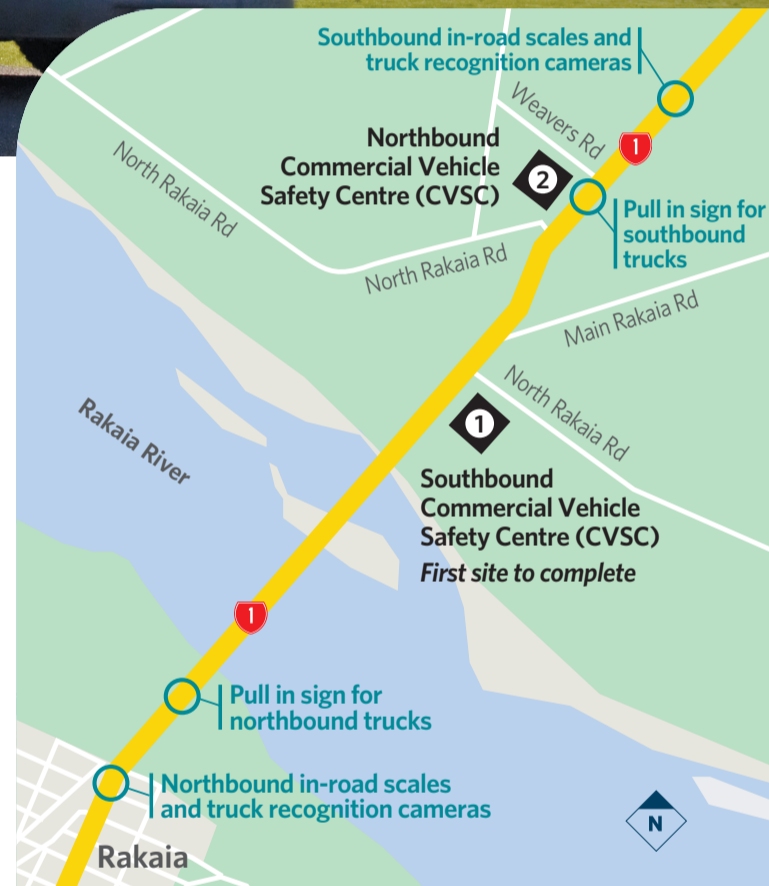 Southbound in-road scales and
truck recognition cameras
Weavers Rd
1
Northbound
Commercial Vehicle
Safety Centre (CVSC)
2
North Rakaia Rd
Pull in sign for
southbound
trucks
North Rakaia Rd
Main Rakaia Rd
North Rakaia Rd
1
Rakaia River
Southbound
Commercial Vehicle
Safety Centre (CVSC)
First site to complete
1
Pull in sign for
northbound trucks
Northbound in-road scales
and truck recognition cameras
N
Rakaia